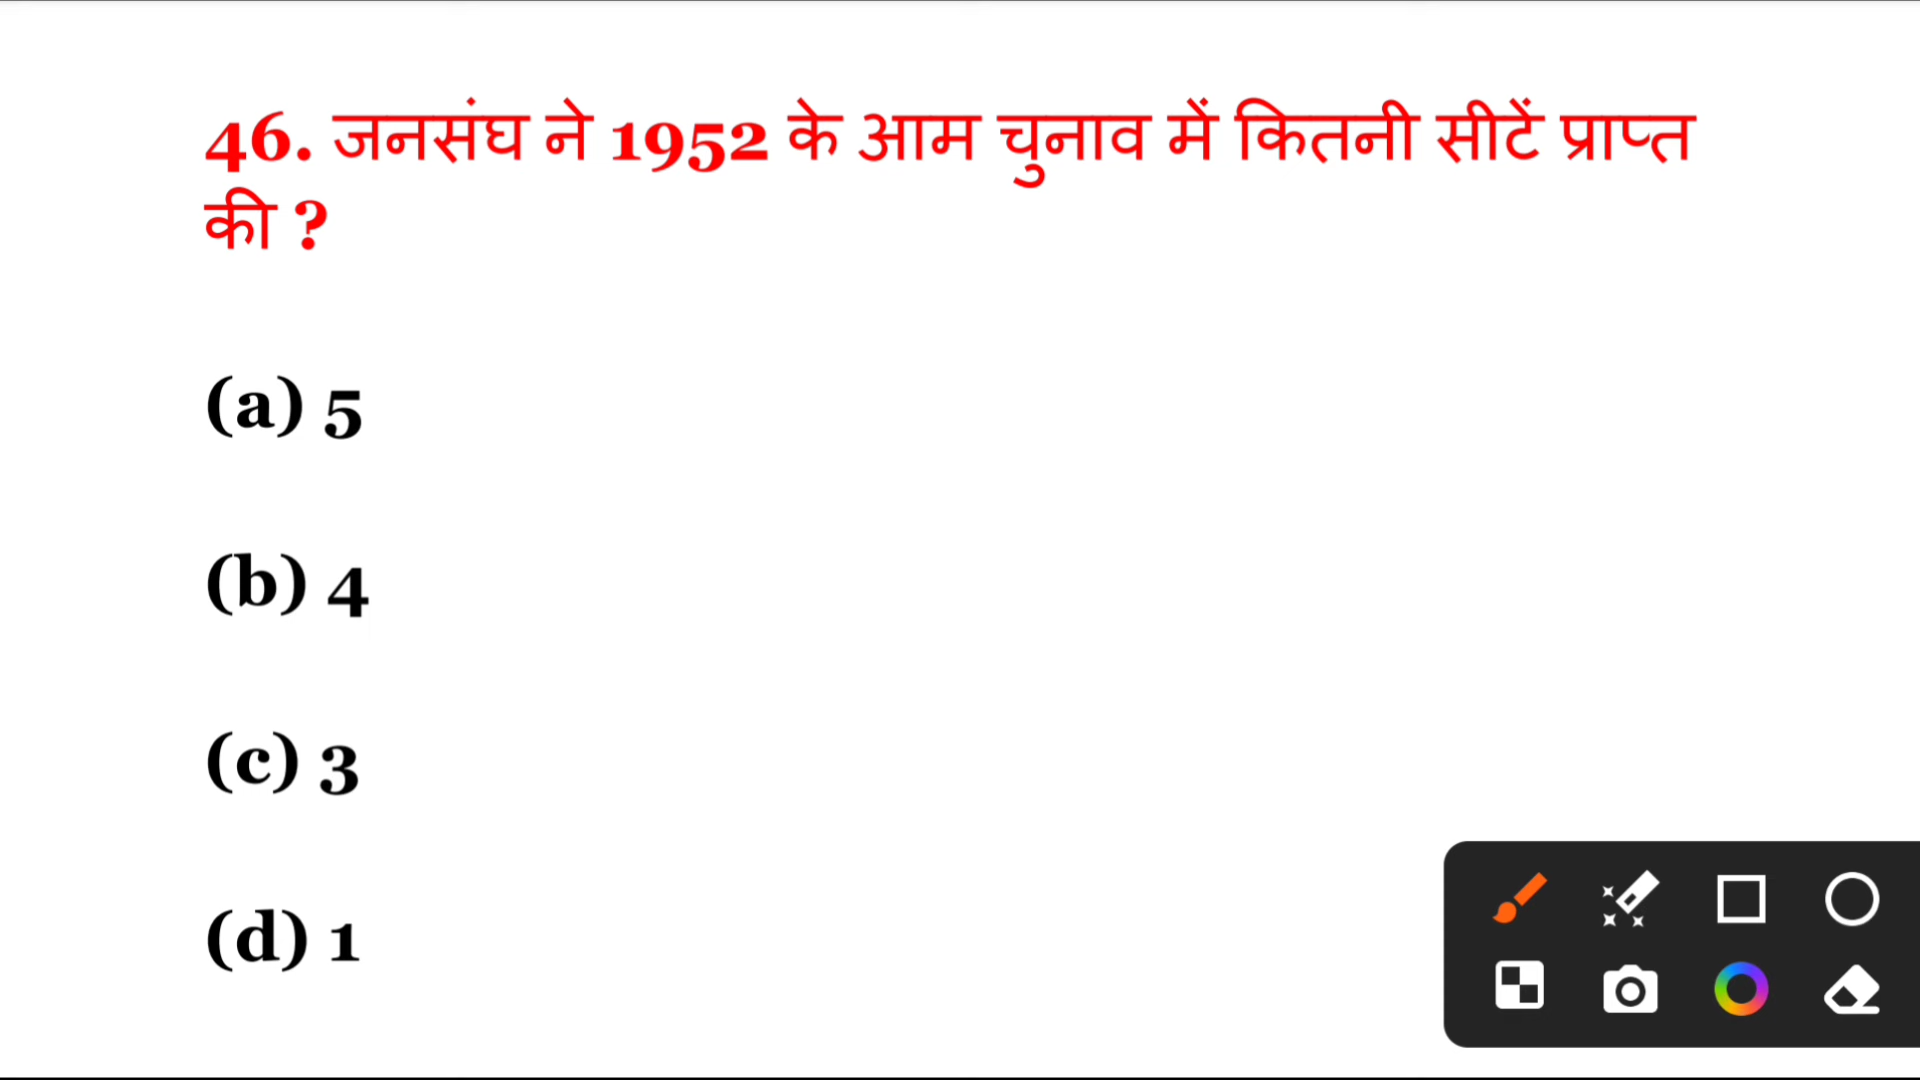 46. जनसंघ ने 1952 के आम चुनाव में कितनी सीटें प्राप्त
की ?
(a) 5
(b) 4
(c) 3
(d) 1